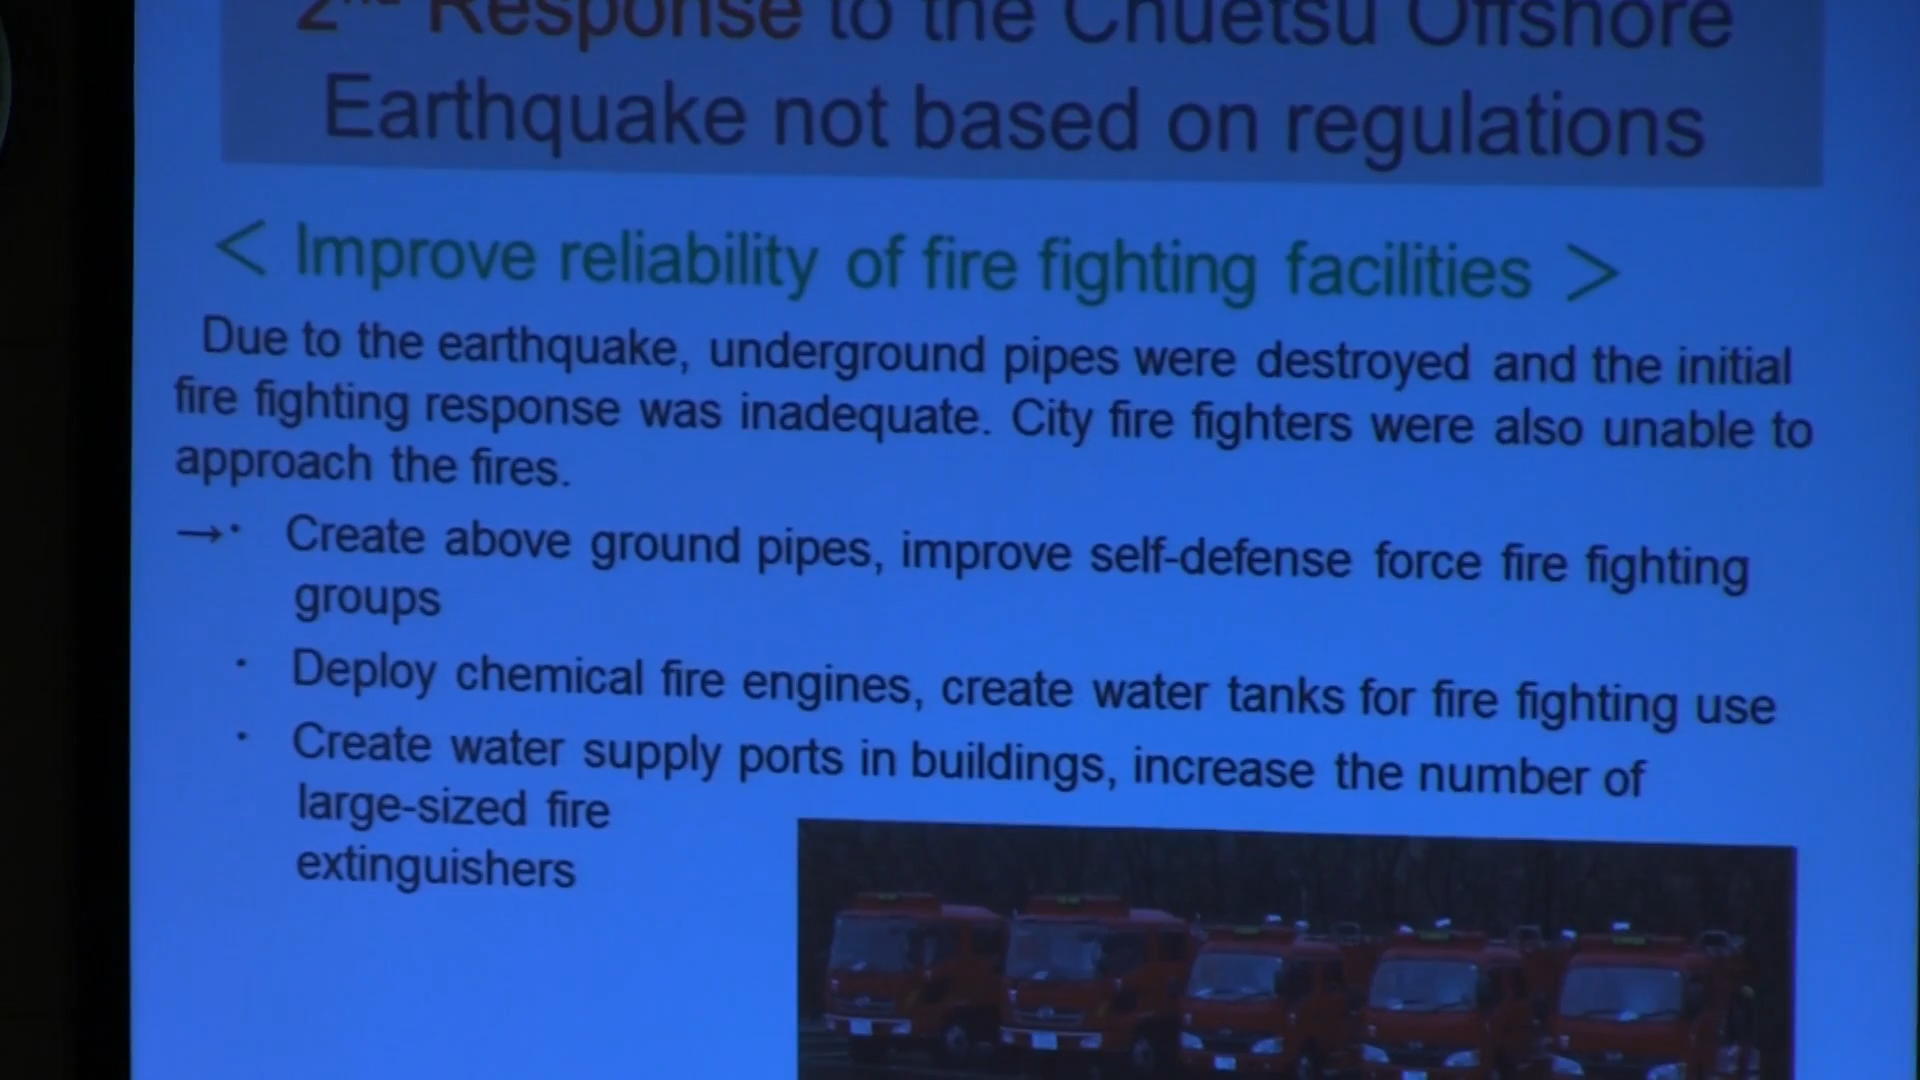 2nd Response to the Chuetsu Offshore
Earthquake not based on regulations
< Improve reliability of fire fighting facilities >
Due to the earthquake, underground pipes were destroyed and the initial
fire fighting response was inadequate. City fire fighters were also unable to
approach the fires.
→・ Create above ground pipes, improve self-defense force fire fighting
groups
・ Deploy chemical fire engines, create water tanks for fire fighting use
・ Create water supply ports in buildings, increase the number of
large-sized fire
extinguishers